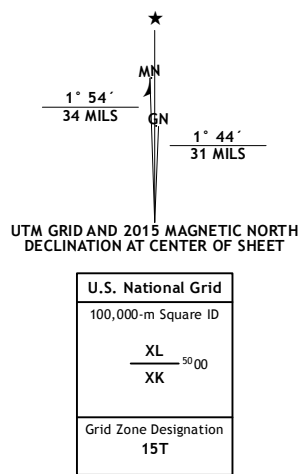 MN
1° 54´
34 MILS
GN
1° 44´
31 MILS
UTM GRID AND 2015 MAGNETIC NORTH
DECLINATION AT CENTER OF SHEET
U.S. National Grid
100,000-m Square ID
XL
5000
XK
Grid Zone Designation
15T